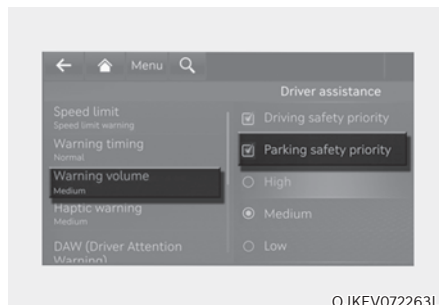 Menu
Driver assistance
Speed limit
Speed limit warning
Warning timing
Normal
Warning volume
Medium
Haptic warning
Medium
DAW (Driver Attention
Warning)
Driving safety priority
Parking safety priority
High
Medium
Low
OJKEV072263L